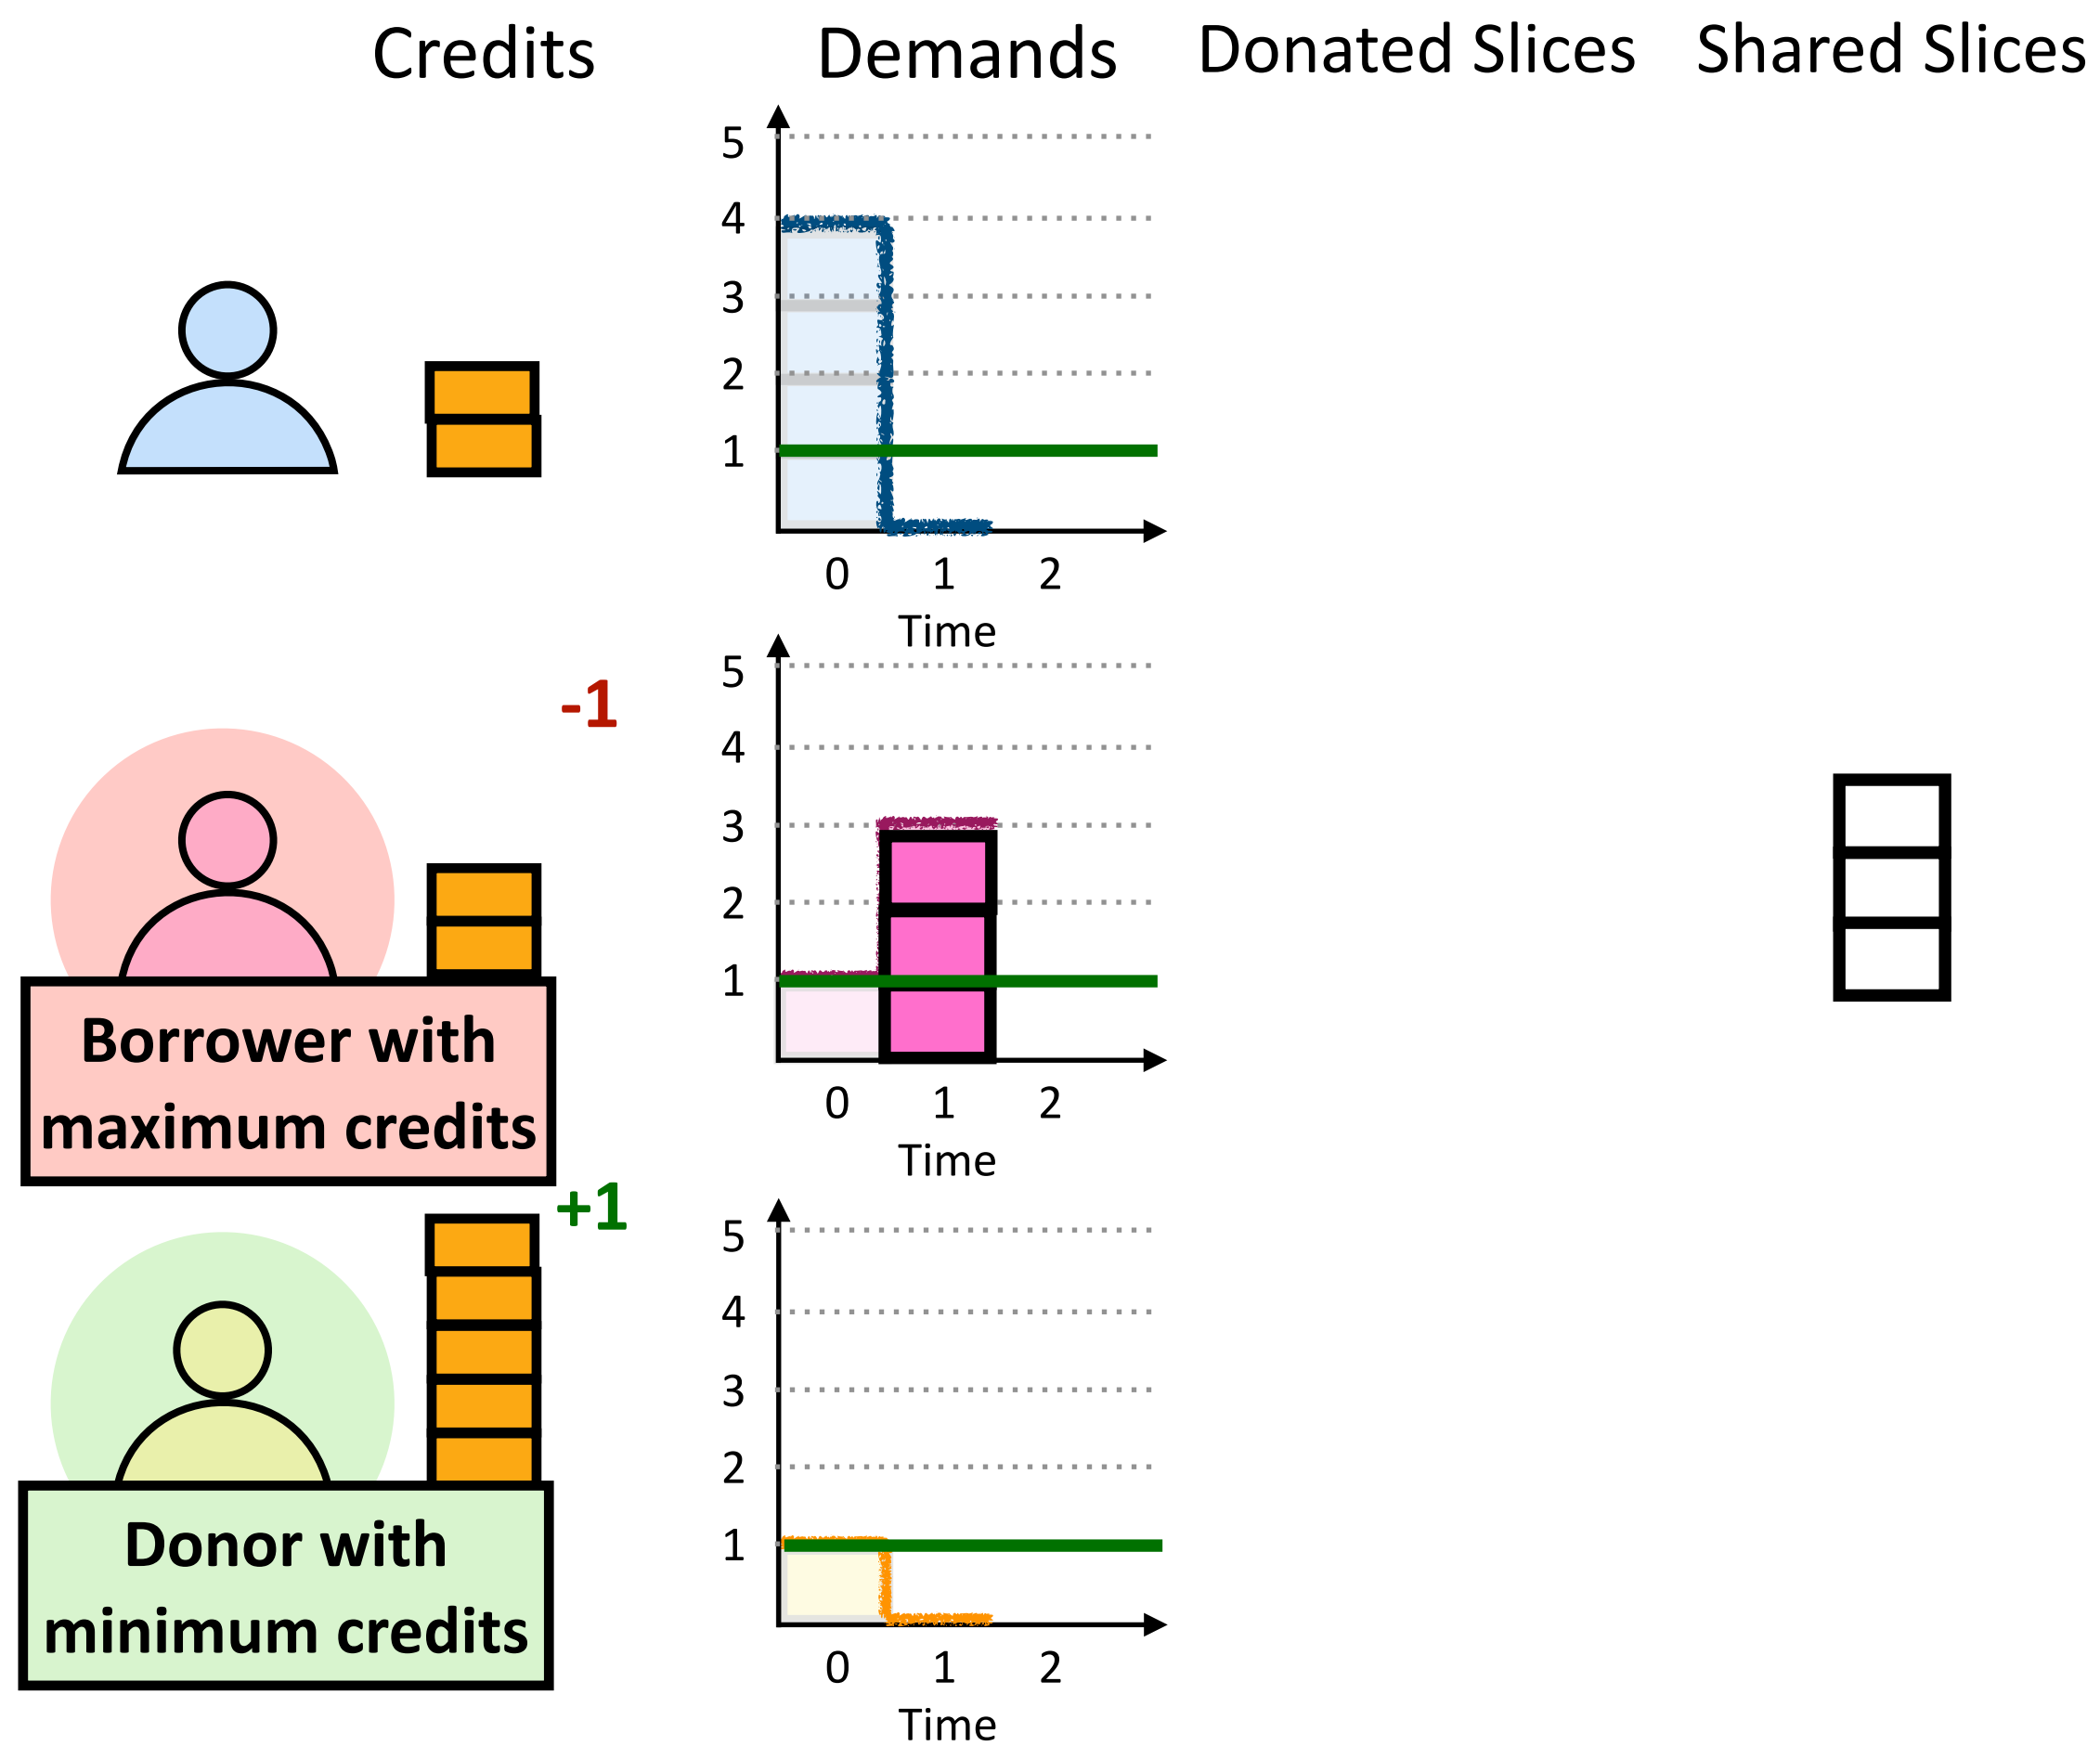 Credits
Demands
Donated Slices
Shared Slices
5
4
3
2
1
0 1 2
Time
-1
Borrower with
maximum credits
5
4
3
2
1
0 1 2
Time
+1
Donor with
minimum credits
5
4
3
2
1
0 1 2
Time